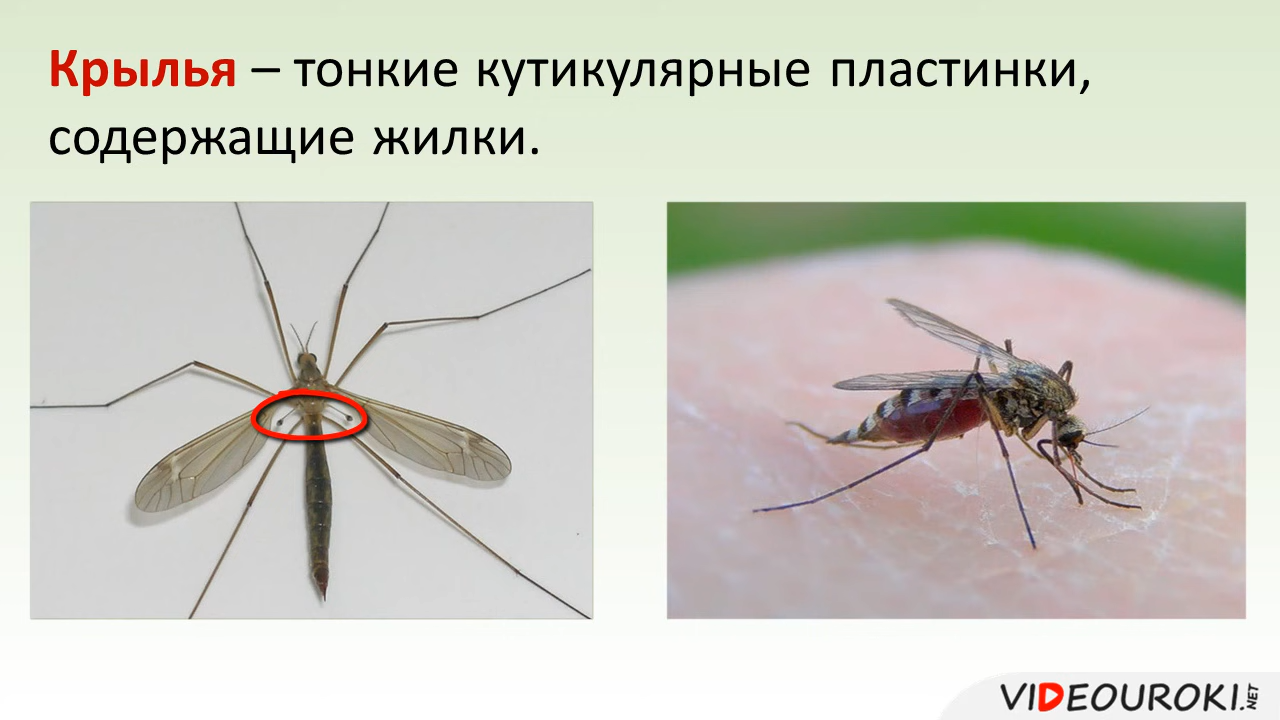 Крылья – тонкие кутикулярные пластинки,
содержащие жилки.
VIDEOUROKI.NET